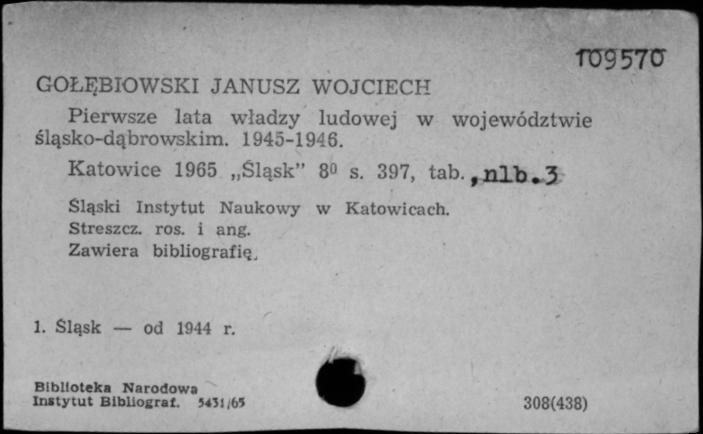 109570
GOŁĘBIOWSKI JANUSZ WOJCIECH
Pierwsze lata władzy ludowej w województwie
śląsko-dąbrowskim. 1945-1946.
Katowice 1965 „Śląsk” 8⁰ s. 397, tab., nlb.3
Śląski Instytut Naukowy w Katowicach.
Streszcz. ros. i ang.
Zawiera bibliografię.
1. Śląsk — od 1944 r.
Biblioteka Narodowa
Instytut Bibliograf. 5431/65
308(438)